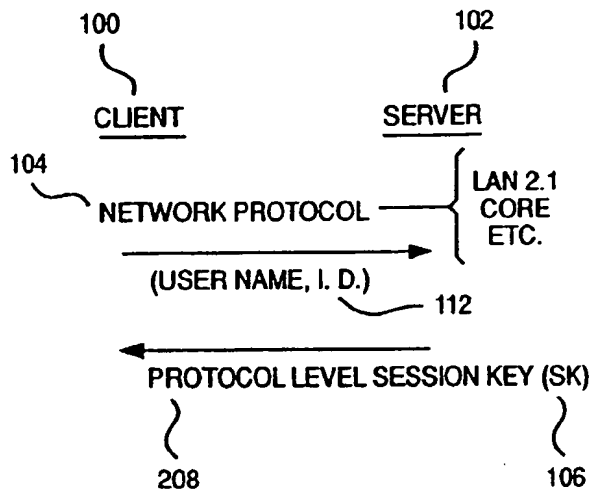 100
102
CLIENT
SERVER
104
NETWORK PROTOCOL
LAN 2.1
CORE
ETC.
(USER NAME, I. D.)
112
PROTOCOL LEVEL SESSION KEY (SK)
208
106